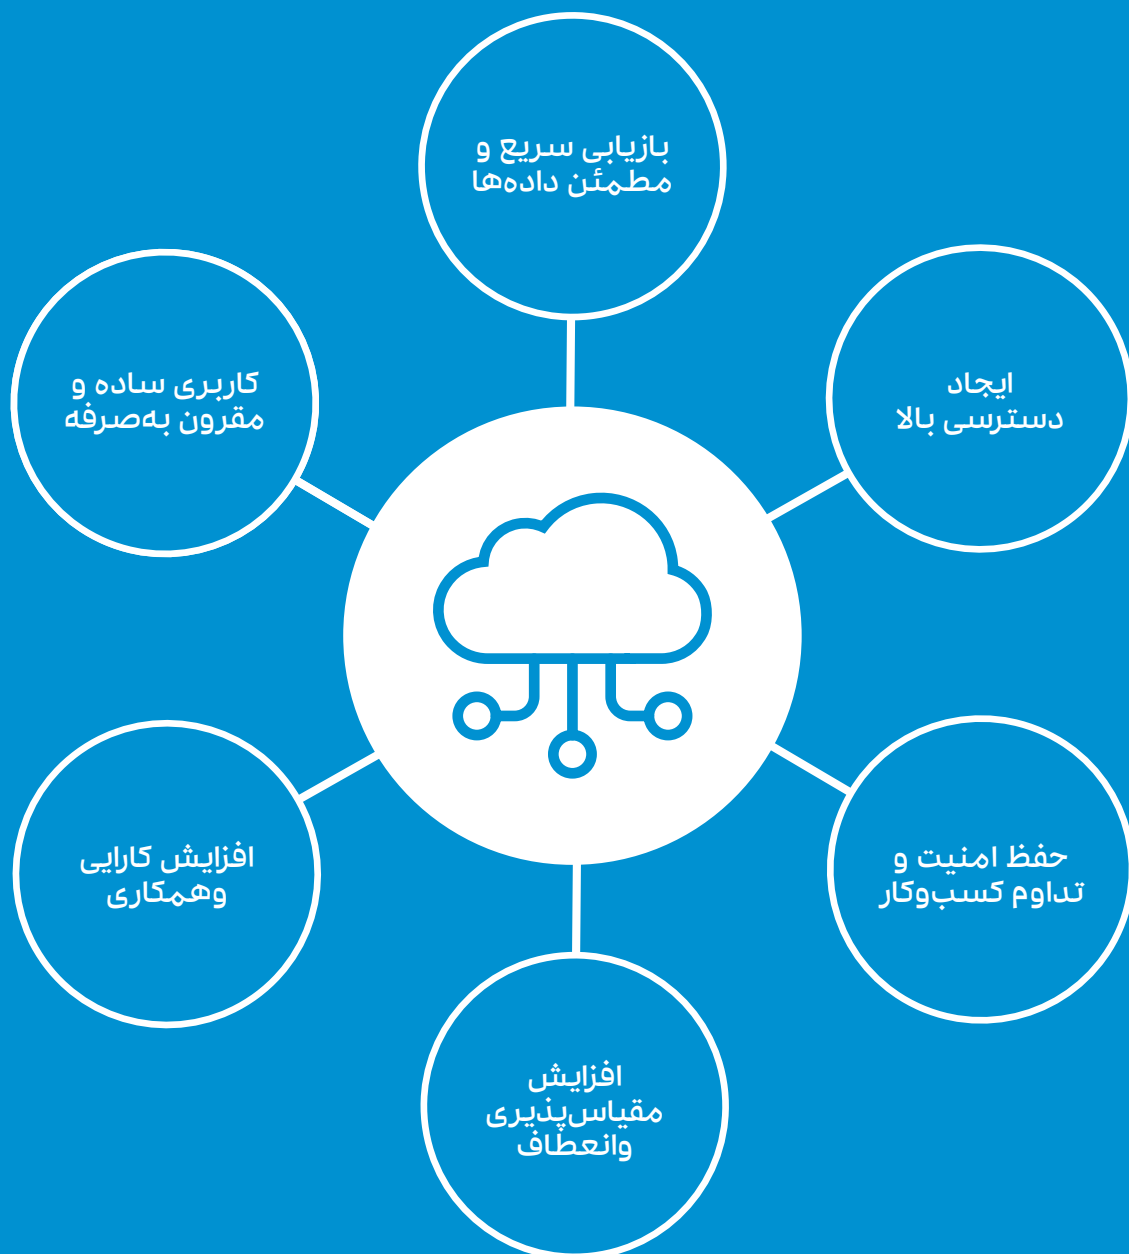 بازیابی سریع و
مطمئن داده‌ها
ایجاد
دسترسی بالا
کاربری ساده و
مقرون به‌صرفه
حفظ امنیت و
تداوم کسب‌وکار
افزایش کارایی
وهمکاری
افزایش
مقیاس‌پذیری
وانعطاف